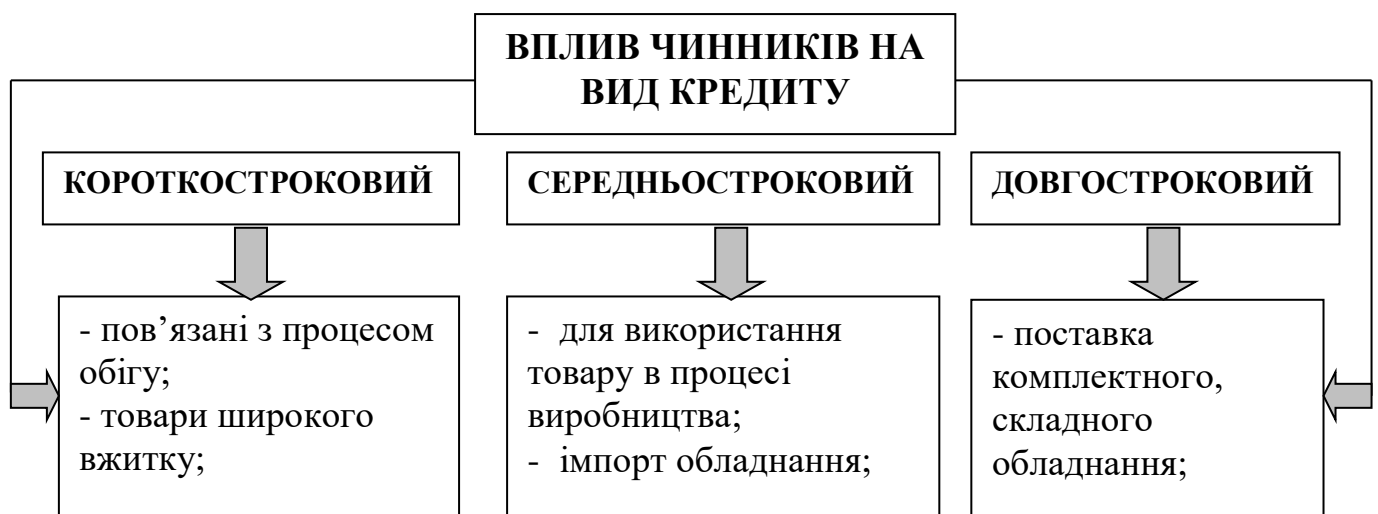 ВПЛИВ ЧИННИКІВ НА
ВИД КРЕДИТУ
КОРОТКОСТРОКОВИЙ
СЕРЕДНЬОСТРОКОВИЙ
ДОВГОСТРОКОВИЙ
- пов’язані з процесом
обігу;
- товари широкого
вжитку;
- для використання
товару в процесі
виробництва;
- імпорт обладнання;
- поставка
комплектного,
складного
обладнання;